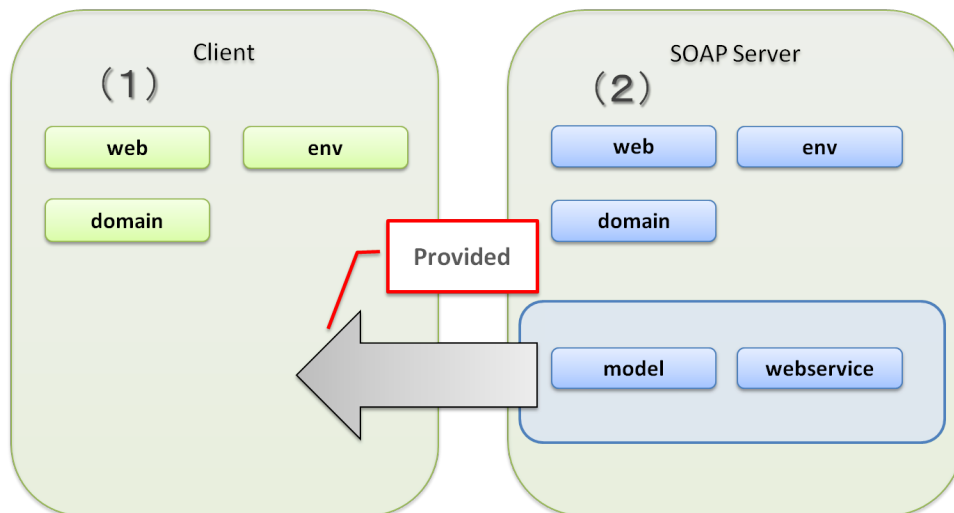 Client
（1）
web
env
domain
Provided
SOAP Server
（2）
web
env
domain
model
webservice